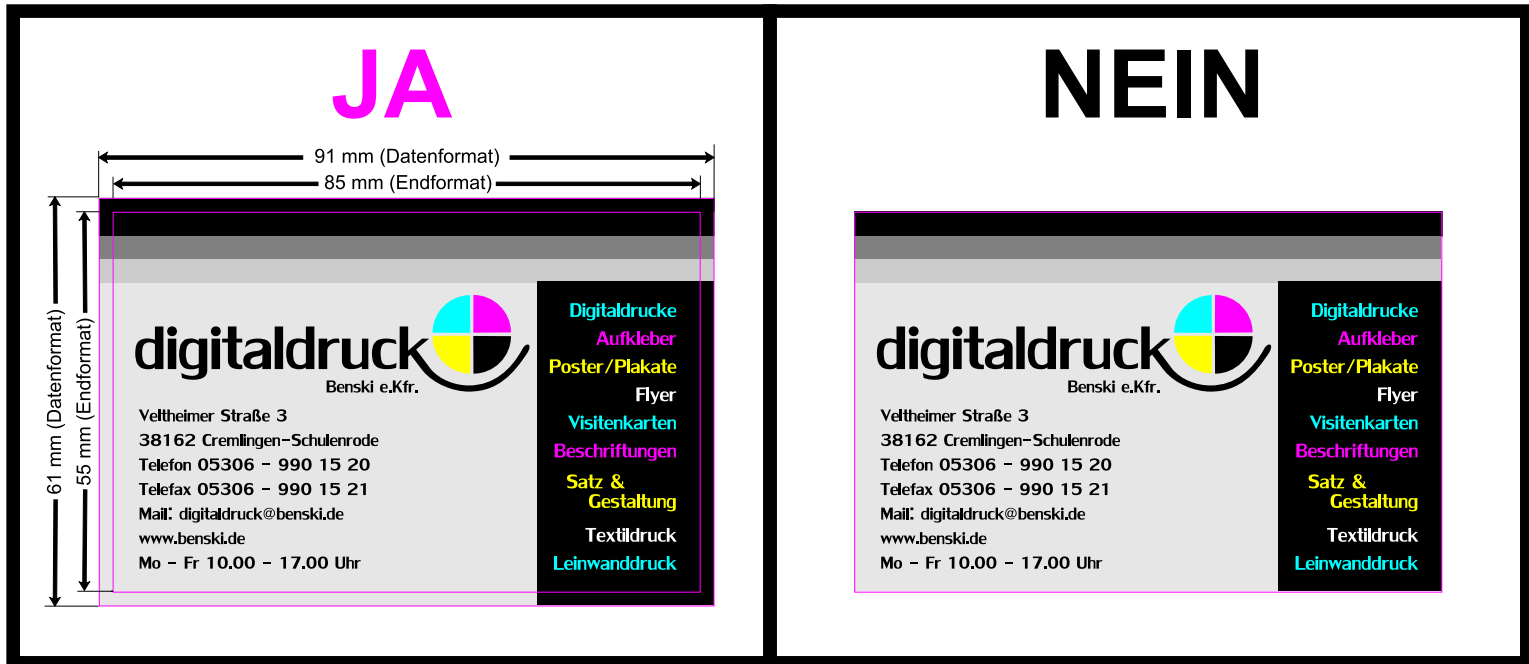 JA
91 mm (Datenformat)
85 mm (Endformat)
61 mm (Datenformat)
55 mm (Endformat)
digitaldruck
Benski e.Kfr.
Veltheimer Straße 3
38162 Cremlingen-Schulenrode
Telefon 05306 - 990 15 20
Telefax 05306 - 990 15 21
Mail: digitaldruck@benski.de
www.benski.de
Mo - Fr 10.00 - 17.00 Uhr
Digitaldrucke
Aufkleber
Poster/Plakate
Flyer
Visitenkarten
Beschriftungen
Satz &
Gestaltung
Textildruck
Leinwanddruck
NEIN
digitaldruck
Benski e.Kfr.
Veltheimer Straße 3
38162 Cremlingen-Schulenrode
Telefon 05306 - 990 15 20
Telefax 05306 - 990 15 21
Mail: digitaldruck@benski.de
www.benski.de
Mo - Fr 10.00 - 17.00 Uhr
Digitaldrucke
Aufkleber
Poster/Plakate
Flyer
Visitenkarten
Beschriftungen
Satz &
Gestaltung
Textildruck
Leinwanddruck